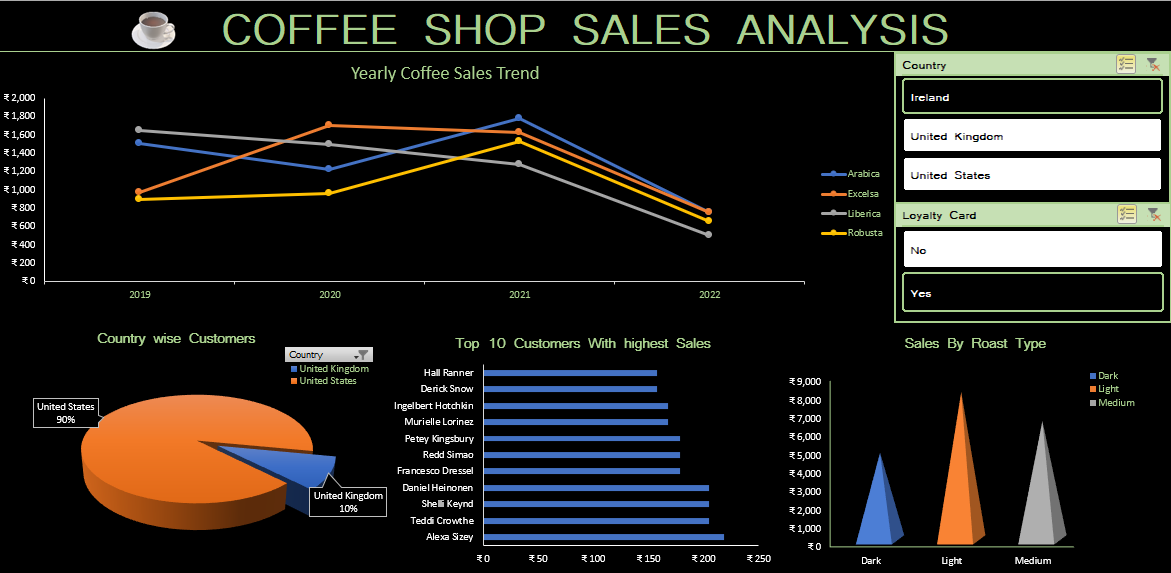 COFFEE SHOP SALES ANALYSIS
Yearly Coffee Sales Trend
₹ 2,000
₹ 1,800
₹ 1,600
₹ 1,400
₹ 1,200
₹ 1,000
₹ 800
₹ 600
₹ 400
₹ 200
₹ 0
2019 2020 2021 2022
Arabica
Excelsa
Liberica
Robusta
Country
Ireland
United Kingdom
United States
Loyalty Card
No
Yes
Country wise Customers
Country
United Kingdom
United States
United States
90%
United Kingdom
10%
Top 10 Customers With highest Sales
Hall Ranner
Derick Snow
Ingelbert Hotchkin
Murielle Lorinez
Petey Kingsbury
Redd Simao
Francesco Dressel
Daniel Heinonen
Shelli Keynd
Teddi Crowthe
Alexa Sizey
₹ 0 ₹ 50 ₹ 100 ₹ 150 ₹ 200 ₹ 250
Sales By Roast Type
Dark
Light
Medium
₹ 9,000
₹ 8,000
₹ 7,000
₹ 6,000
₹ 5,000
₹ 4,000
₹ 3,000
₹ 2,000
₹ 1,000
₹ 0
Dark Light Medium